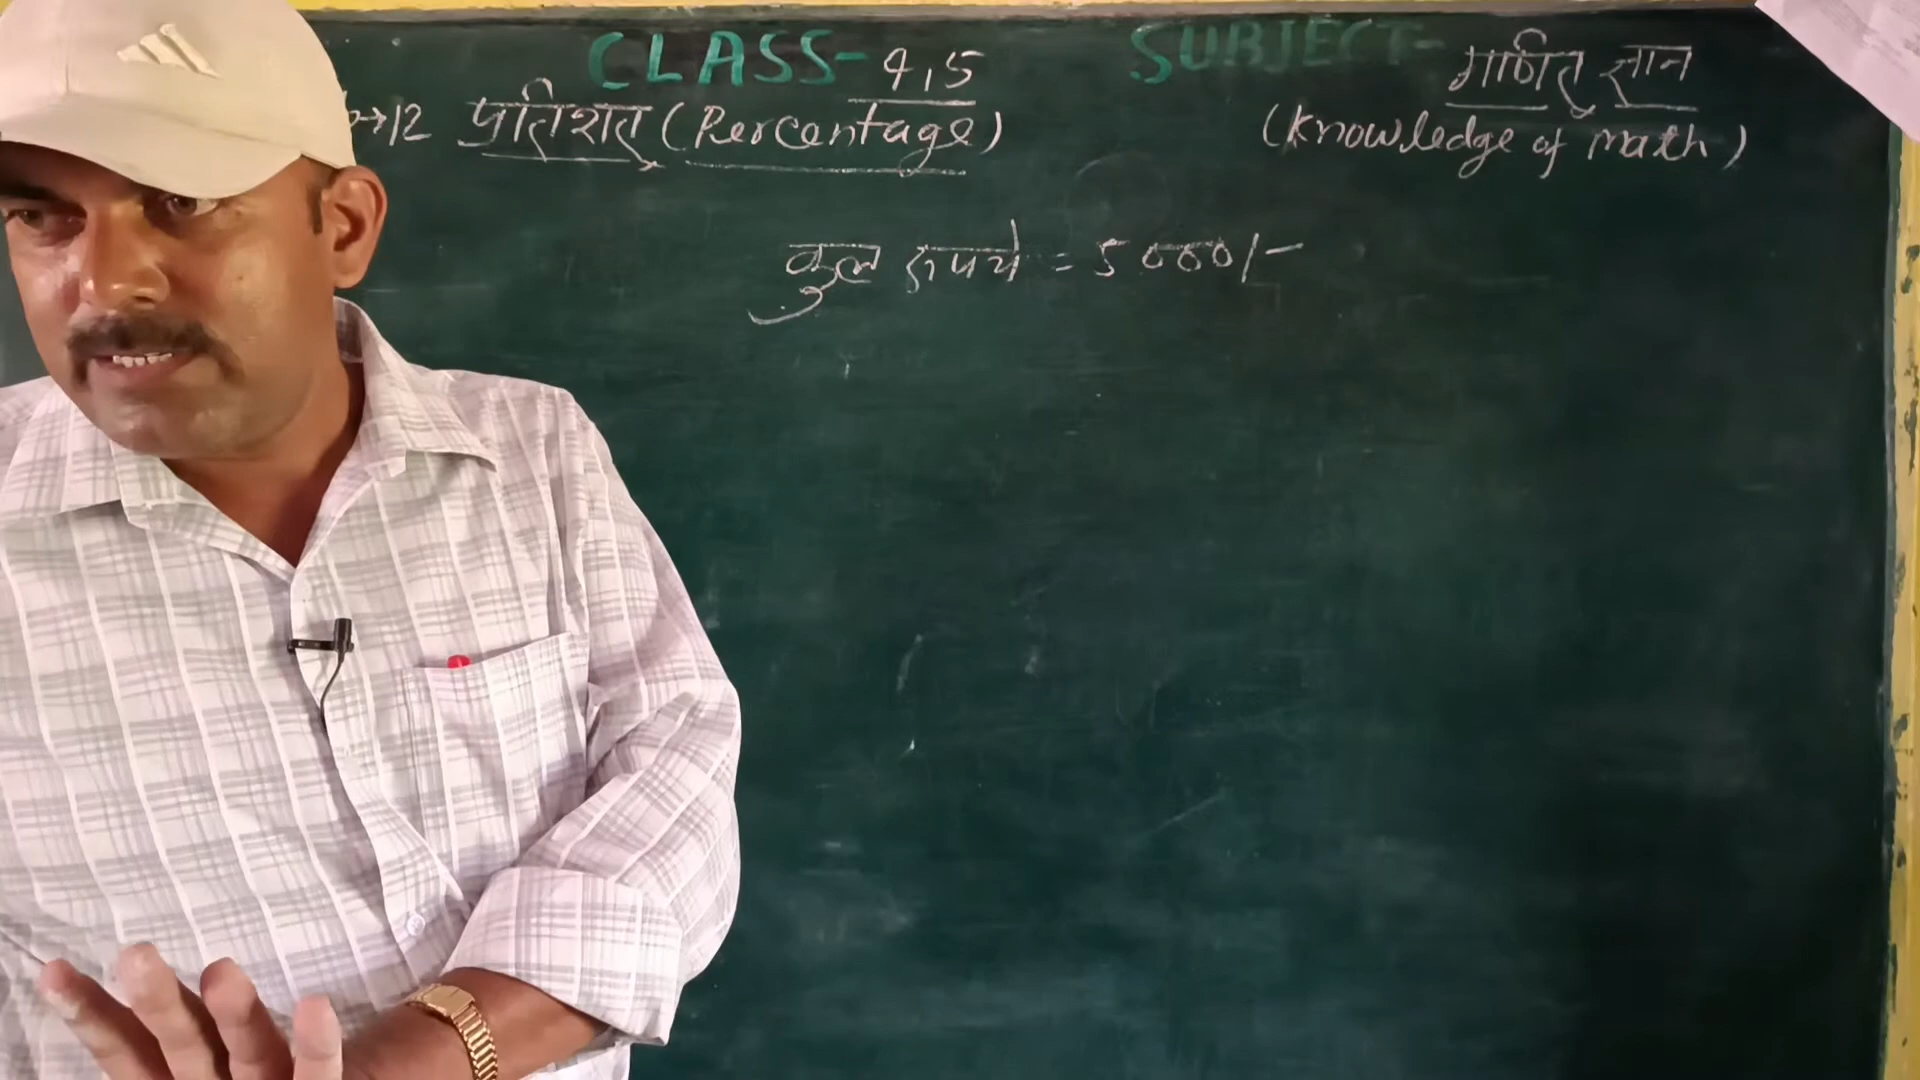 CLASS- 4,5
SUBJECT- गणित ज्ञान
→12 प्रतिशत (Percentage)
(Knowledge of math)
कुल रुपये = 5000/-